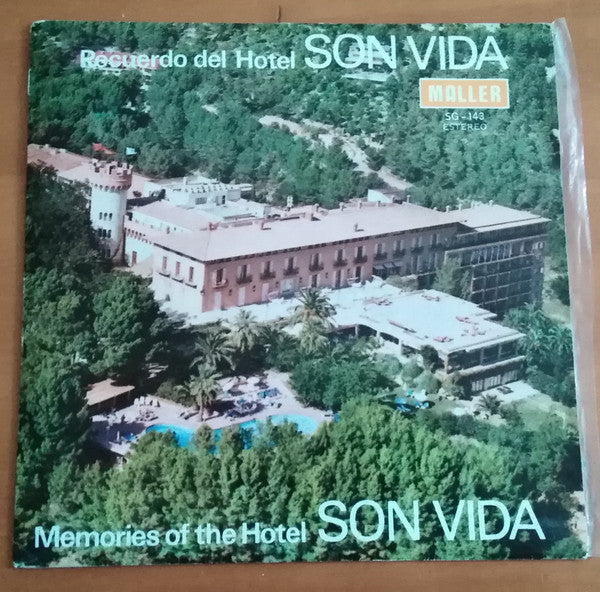 Recuerdo del Hotel SON VIDA
MALLER
SG-143
ESTEREO
Memories of the Hotel SON VIDA